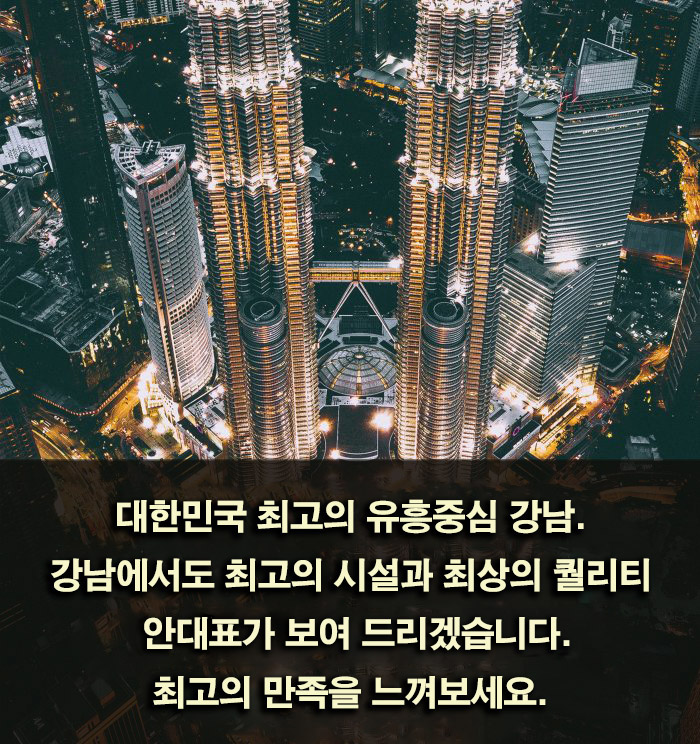 대한민국 최고의 유흥중심 강남.
강남에서도 최고의 시설과 최상의 퀄리티
안대표가 보여 드리겠습니다.
최고의 만족을 느껴보세요.